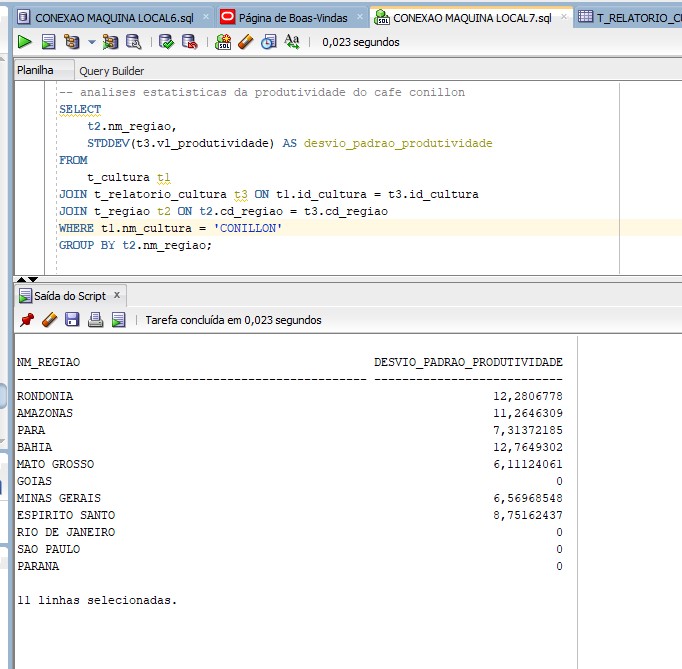 CONEXAO MAQUINA LOCAL6.sql
Página de Boas-Vindas
CONEXAO MAQUINA LOCAL7.sql
T_RELATORIO_CU
SQL
SQL
Aa
0,023 segundos
Planilha
Query Builder
-- analises estatisticas da produtividade do cafe conillon
SELECT
t2.nm_regiao,
STDDEV(t3.vl_produtividade) AS desvio_padrao_produtividade
FROM
t_cultura t1
JOIN t_relatorio_cultura t3 ON t1.id_cultura = t3.id_cultura
JOIN t_regiao t2 ON t2.cd_regiao = t3.cd_regiao
WHERE t1.nm_cultura = 'CONILLON'
GROUP BY t2.nm_regiao;
Saída do Script x
Tarefa concluída em 0,023 segundos
NM_REGIAO DESVIO_PADRAO_PRODUTIVIDADE
-------------------------------------------------- ---------------------------
RONDONIA 12,2806778
AMAZONAS 11,2646309
PARA 7,31372185
BAHIA 12,7649302
MATO GROSSO 6,11124061
GOIAS 0
MINAS GERAIS 6,56968548
ESPIRITO SANTO 8,75162437
RIO DE JANEIRO 0
SAO PAULO 0
PARANA 0
11 linhas selecionadas.